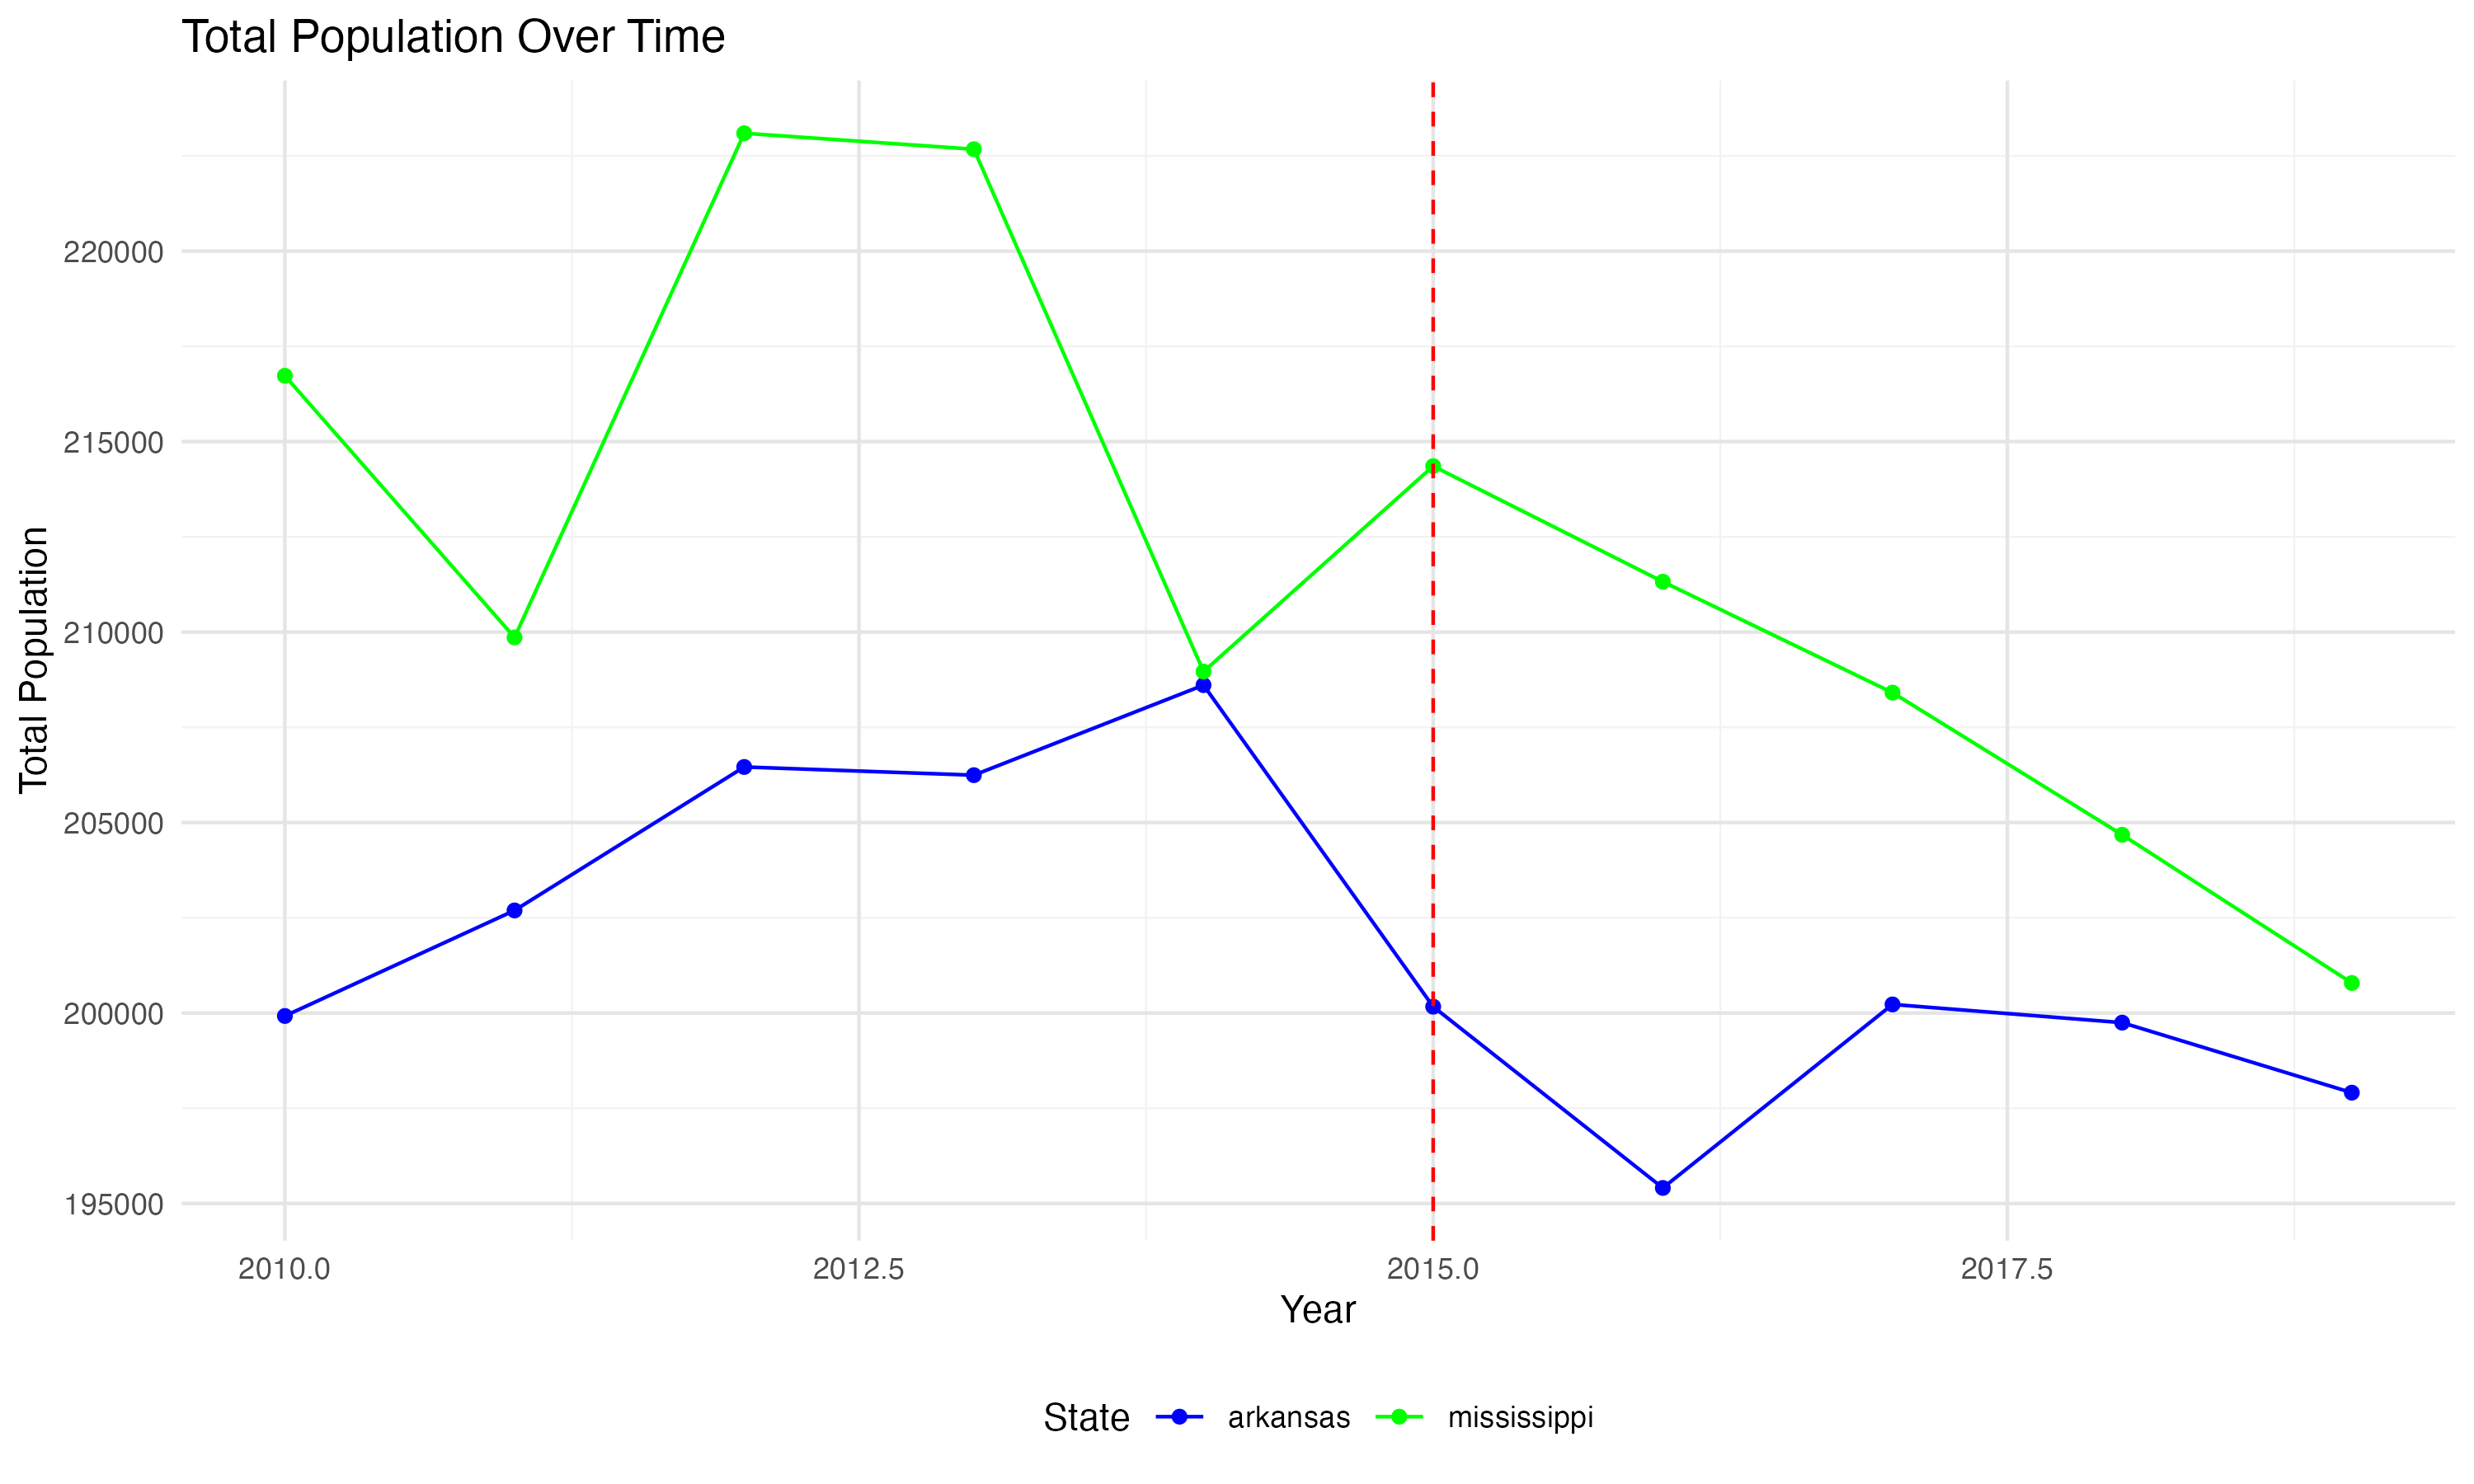 Total Population Over Time
Total Population
220000
215000
210000
205000
200000
195000
2010.0 2012.5 2015.0 2017.5
Year
State arkansas mississippi